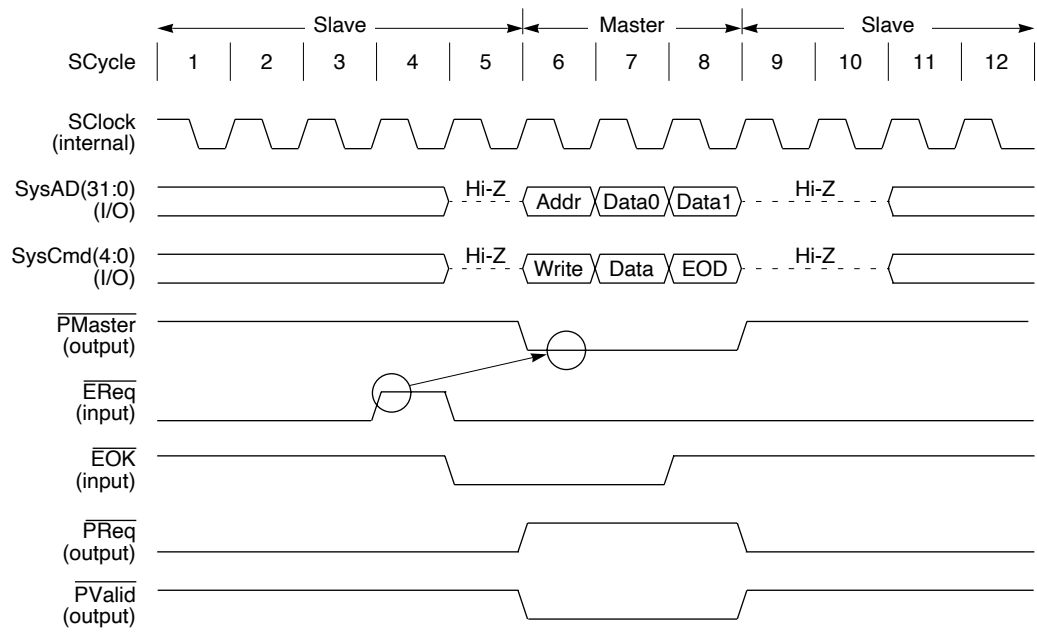 Slave Master Slave
SCycle 1 2 3 4 5 6 7 8 9 10 11 12
SClock
(internal)
SysAD(31:0)
(I/O)
Hi-Z Addr Data0 Data1 Hi-Z
SysCmd(4:0)
(I/O)
Hi-Z Write Data EOD Hi-Z
PMaster
(output)
EReq
(input)
EOK
(input)
PReq
(output)
PValid
(output)